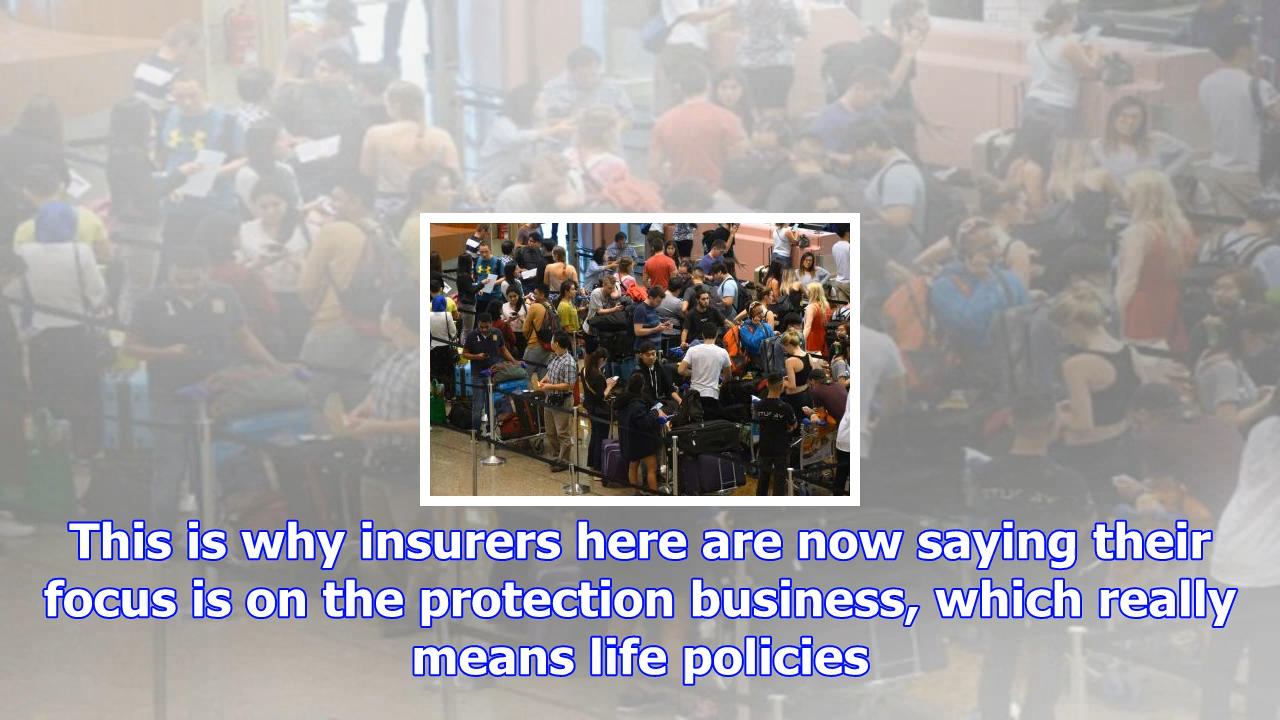 This is why insurers here are now saying their
focus is on the protection business, which really
means life policies